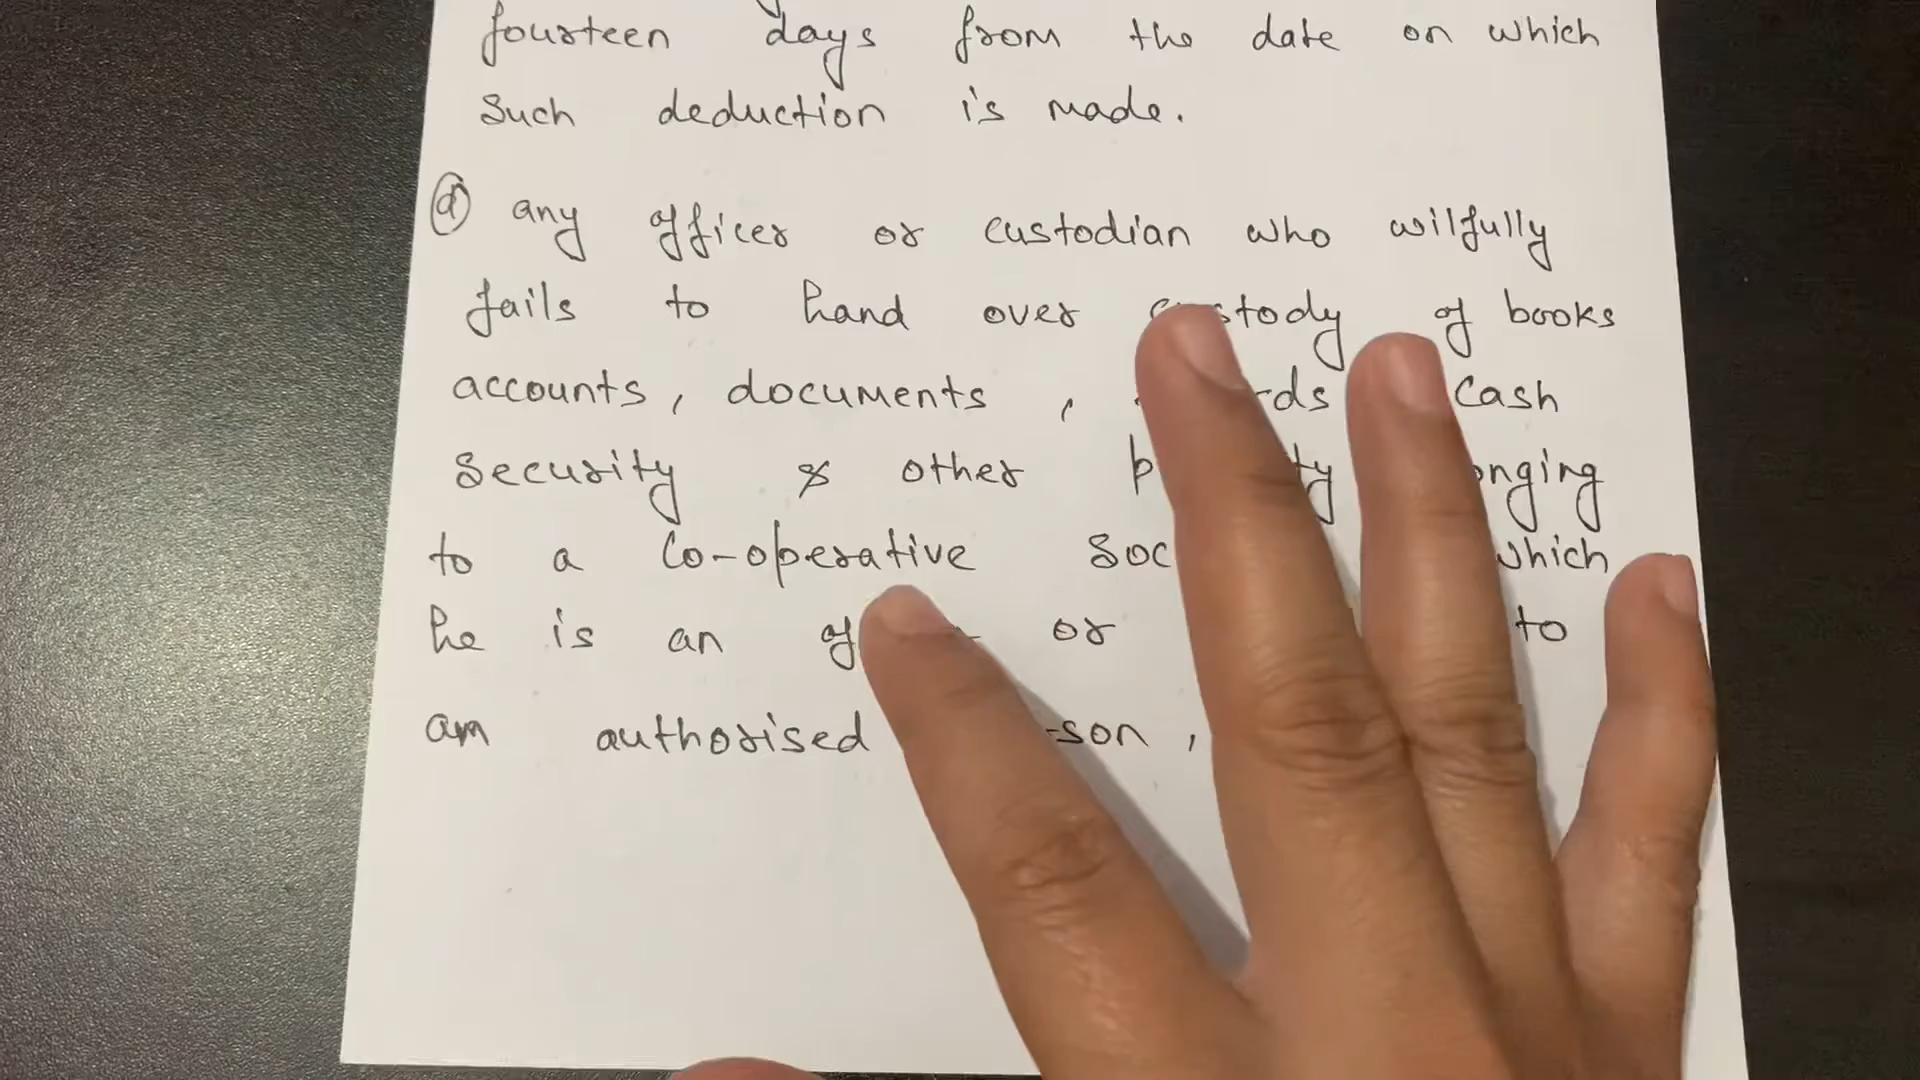 fourteen days from the date on which
such deduction is made.
(d) any officer or custodian who wilfully
fails to hand over custody of books
accounts, documents, cash
security & other
to a Co-operative which
he is an or to
am authorised ,